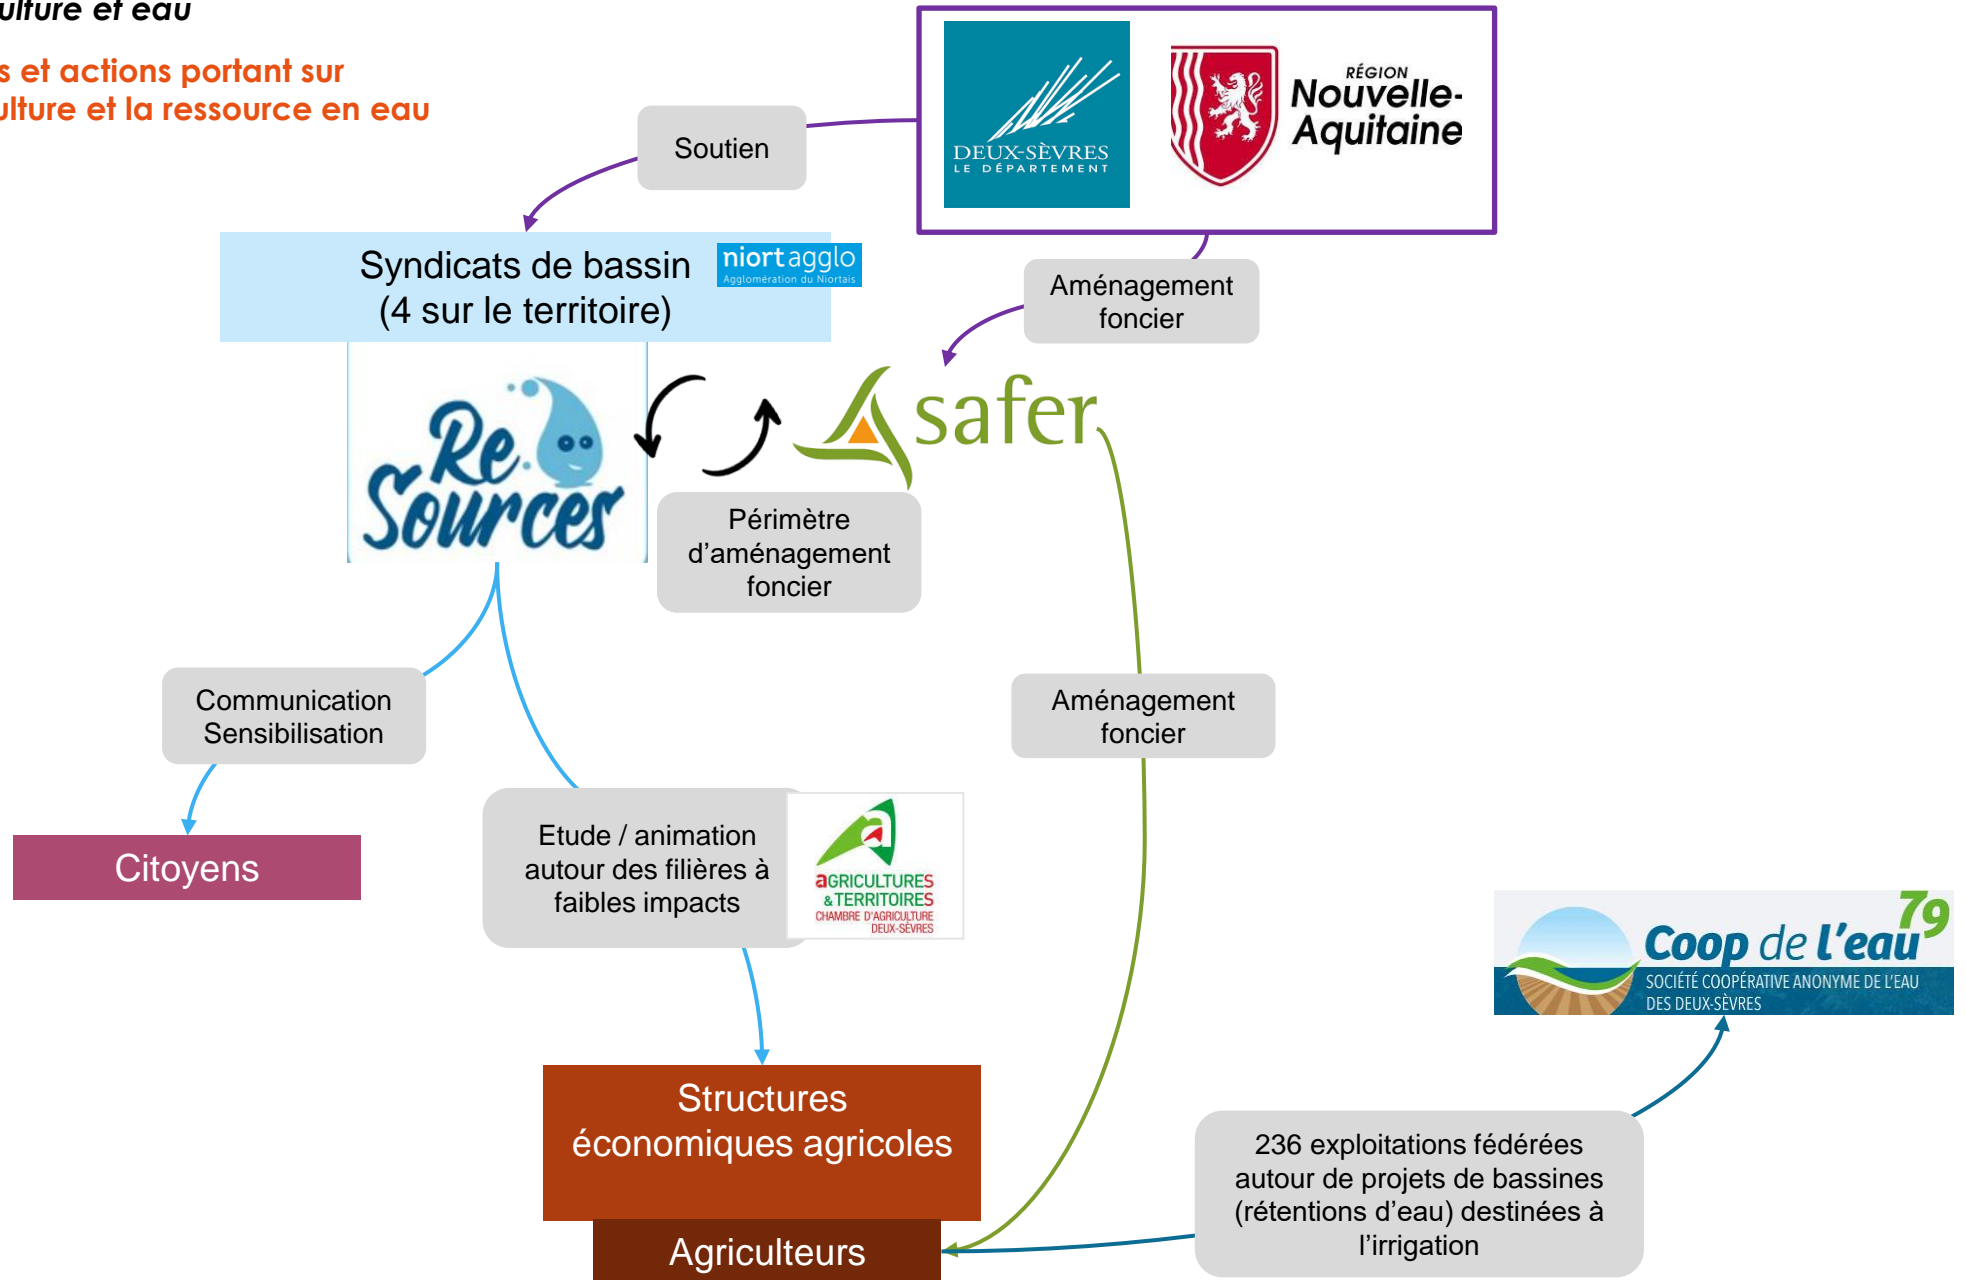 ulture et eau
s et actions portant sur
ulture et la ressource en eau
DEUX-SÈVRES
LE DÉPARTEMENT
RÉGION
Nouvelle-
Aquitaine
Soutien
Syndicats de bassin
(4 sur le territoire)
niortagglo
Agglomération du Niortais
Aménagement
foncier
Re
Sources
safer
Périmètre
d’aménagement
foncier
Communication
Sensibilisation
Aménagement
foncier
Citoyens
Etude / animation
autour des filières à
faibles impacts
aGRICULTURES
& TERRITOIRES
CHAMBRE D'AGRICULTURE
DEUX-SÈVRES
Coop de l’eau 79
SOCIÉTÉ COOPÉRATIVE ANONYME DE L'EAU
DES DEUX-SÈVRES
Structures
économiques agricoles
Agriculteurs
236 exploitations fédérées
autour de projets de bassines
(rétentions d’eau) destinées à
l’irrigation